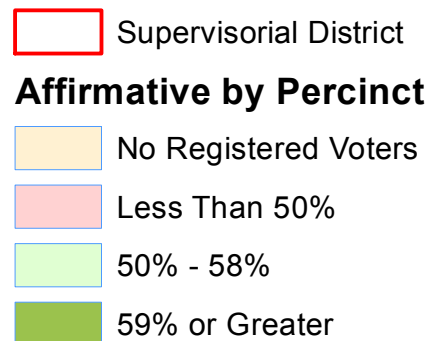 Supervisorial District
Affirmative by Percinct
No Registered Voters
Less Than 50%
50% - 58%
59% or Greater